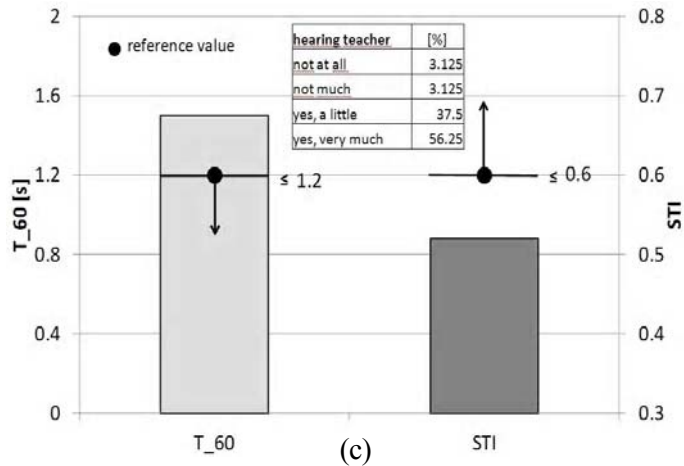 reference value
hearing teacher [%]
not at all 3.125
not much 3.125
yes, a little 37.5
yes, very much 56.25
T_60 [s]
2
1.6
1.2
0.8
0.4
0
≤ 1.2
≤ 0.6
STI
0.8
0.7
0.6
0.5
0.4
0.3
T_60
STI
(c)